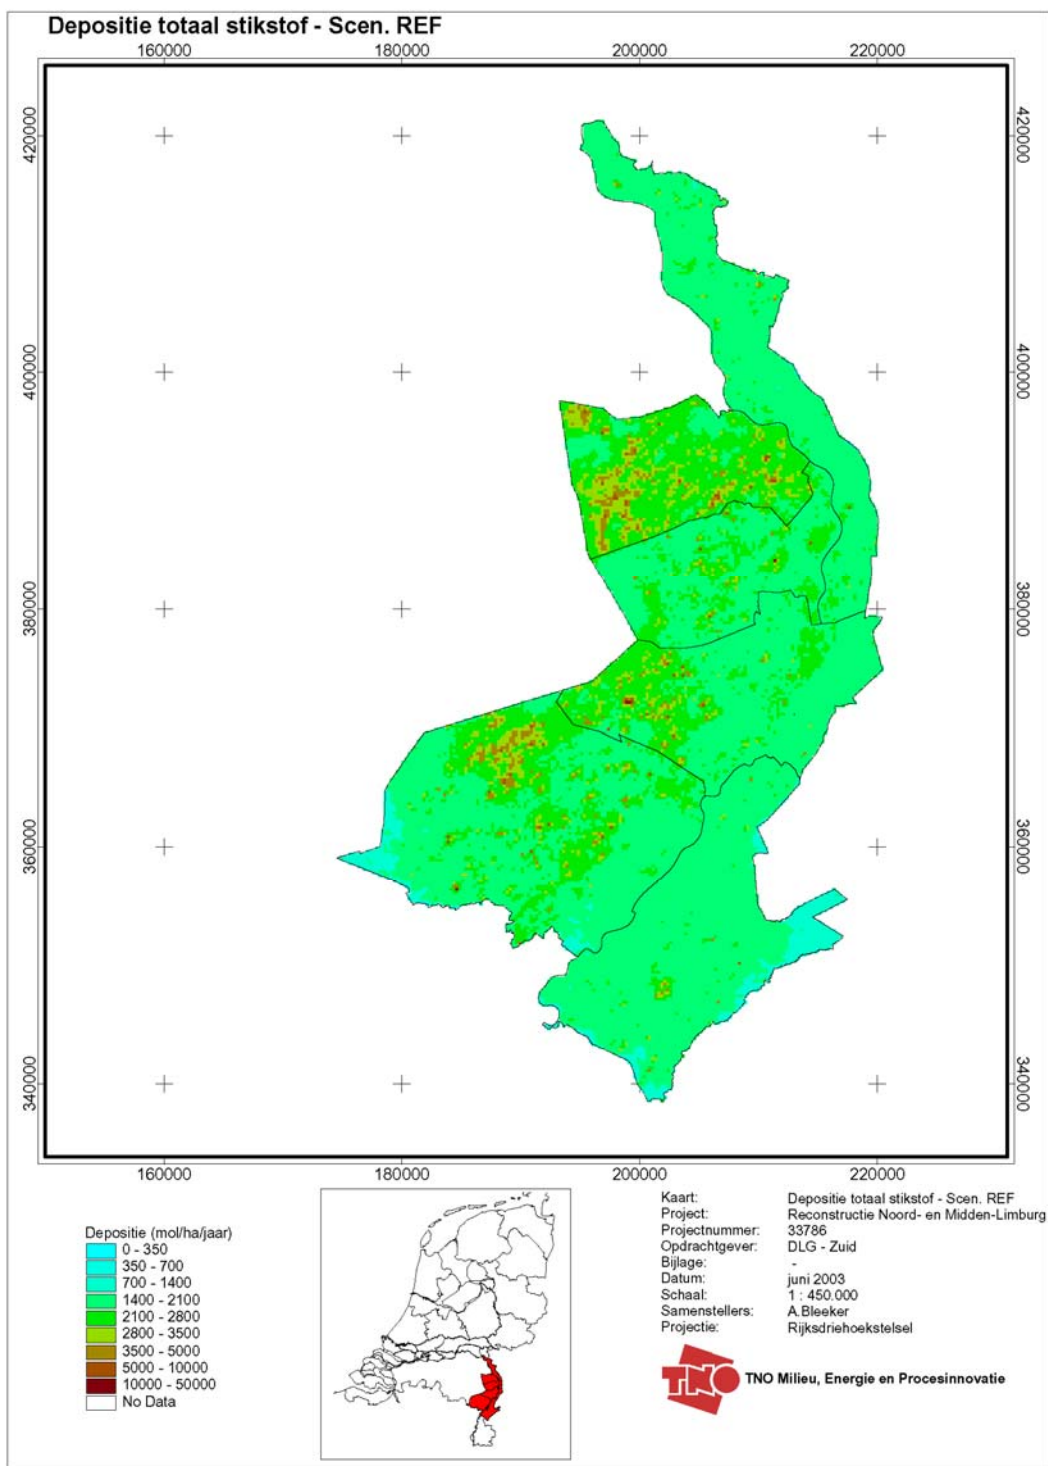 Depositie totaal stikstof - Scen. REF
160000 180000 200000 220000
420000 420000
400000 400000
380000 380000
360000 360000
340000 340000
160000 180000 200000 220000
Depositie (mol/ha/jaar)
0 - 350
350 - 700
700 - 1400
1400 - 2100
2100 - 2800
2800 - 3500
3500 - 5000
5000 - 10000
10000 - 50000
No Data
Kaart: Depositie totaal stikstof - Scen. REF
Project: Reconstructie Noord- en Midden-Limburg
Projectnummer: 33786
Opdrachtgever: DLG - Zuid
Bijlage: -
Datum: juni 2003
Schaal: 1 : 450.000
Samenstellers: A.Bleeker
Projectie: Rijksdriehoekstelsel
TNO TNO Milieu, Energie en Procesinnovatie